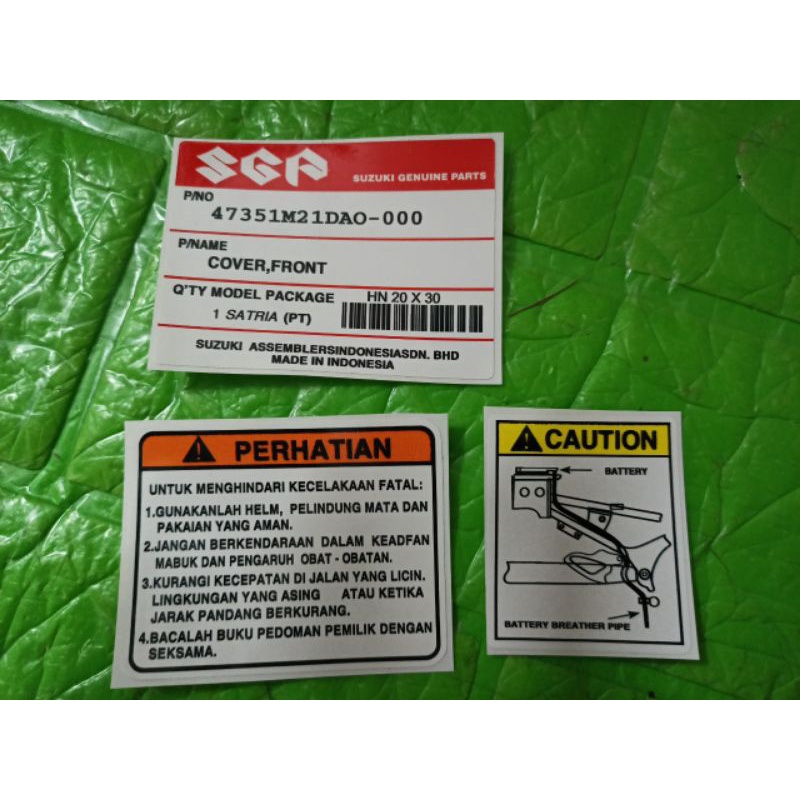 SGP SUZUKI GENUINE PARTS
P/NO
47351M21DAO-000
P/NAME
COVER,FRONT
Q'TY MODEL PACKAGE HN 20 X 30
1 SATRIA (PT)
SUZUKI ASSEMBLERSINDONESIASDN. BHD
MADE IN INDONESIA
PERHATIAN
UNTUK MENGHINDARI KECELAKAAN FATAL:
1.GUNAKANLAH HELM, PELINDUNG MATA DAN
PAKAIAN YANG AMAN.
2.JANGAN BERKENDARAAN DALAM KEADFAN
MABUK DAN PENGARUH OBAT - OBATAN.
3.KURANGI KECEPATAN DI JALAN YANG LICIN.
LINGKUNGAN YANG ASING ATAU KETIKA
JARAK PANDANG BERKURANG.
4.BACALAH BUKU PEDOMAN PEMILIK DENGAN
SEKSAMA.
CAUTION
BATTERY
BATTERY BREATHER PIPE